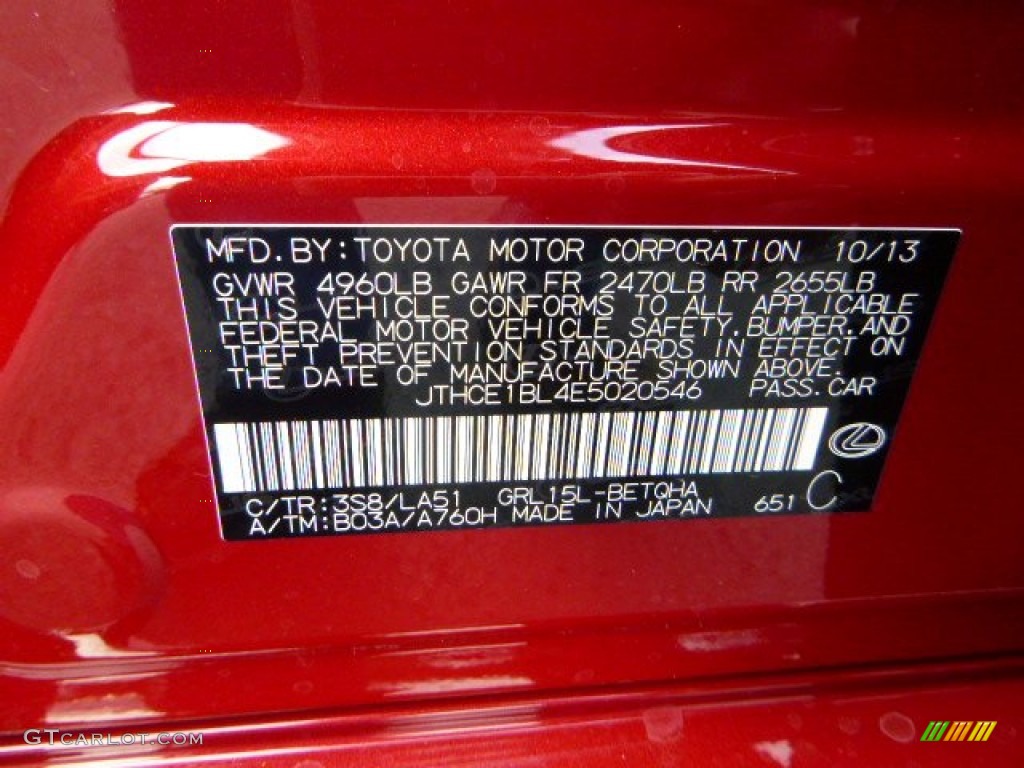 MFD.BY:TOYOTA MOTOR CORPORATION 10/13
GVWR 4960LB GAWR FR 2470LB RR 2655LB
THIS VEHICLE CONFORMS TO ALL APPLICABLE
FEDERAL MOTOR VEHICLE SAFETY.BUMPER.AND
THEFT PREVENTION STANDARDS IN EFFECT ON
THE DATE OF MANUFACTURE SHOWN ABOVE.
JTHCE1BL4E5020546 PASS.CAR
C/TR:3S8/LA51 GRL15L-BETQHA
A/TM:B03A/A760H MADE IN JAPAN 651 C
GTCARLOT.COM